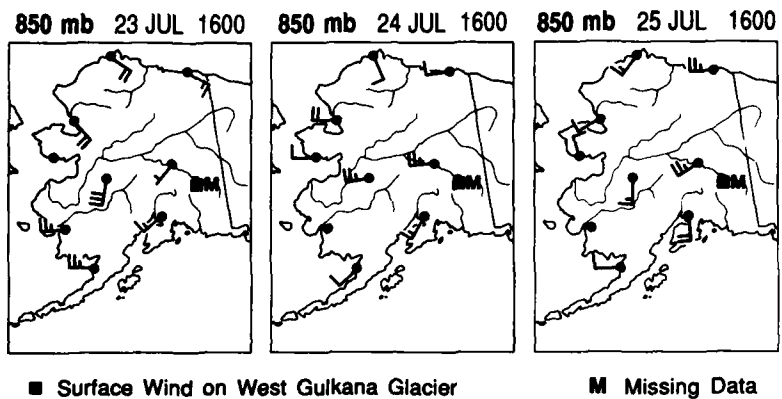 850 mb 23 JUL 1600 850 mb 24 JUL 1600 850 mb 25 JUL 1600
M M M
■ Surface Wind on West Gulkana Glacier M Missing Data